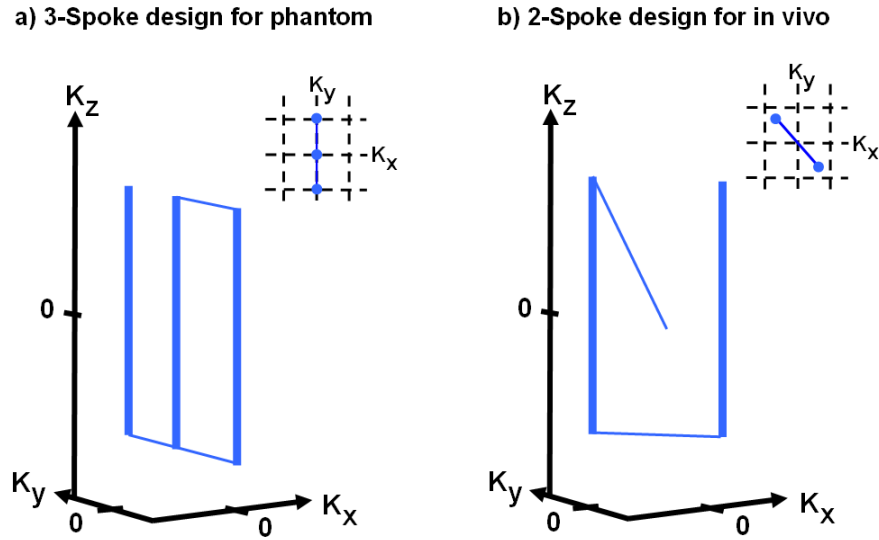 a) 3-Spoke design for phantom
Kz
Ky
Kx
0
Ky
0
0
Kx
b) 2-Spoke design for in vivo
Kz
Ky
Kx
0
Ky
0
0
Kx